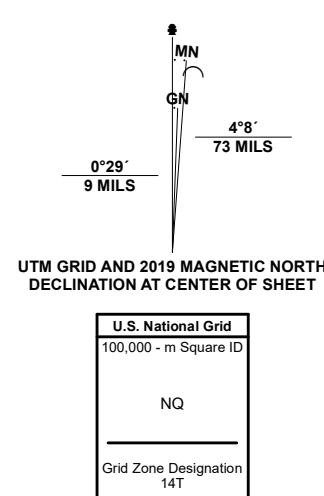 MN
GN
4°8´
73 MILS
0°29´
9 MILS
UTM GRID AND 2019 MAGNETIC NORTH
DECLINATION AT CENTER OF SHEET
U.S. National Grid
100,000 - m Square ID
NQ
Grid Zone Designation
14T